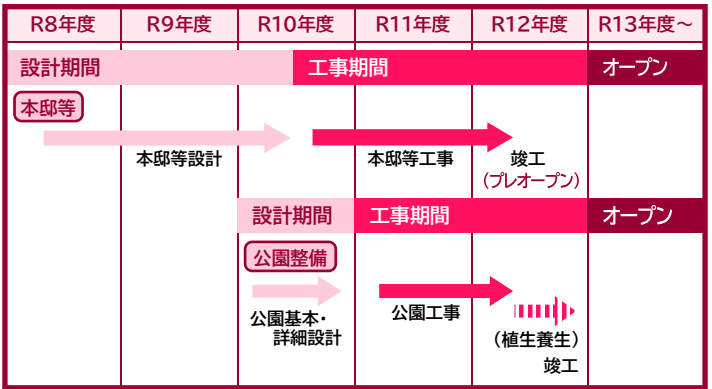 R8年度 R9年度 R10年度 R11年度 R12年度 R13年度～
設計期間 工事期間 オープン
本邸等
本邸等設計 本邸等工事 竣工
（プレオープン）
設計期間 工事期間 オープン
公園整備
公園基本・ 公園工事
詳細設計 （植生養生）
竣工